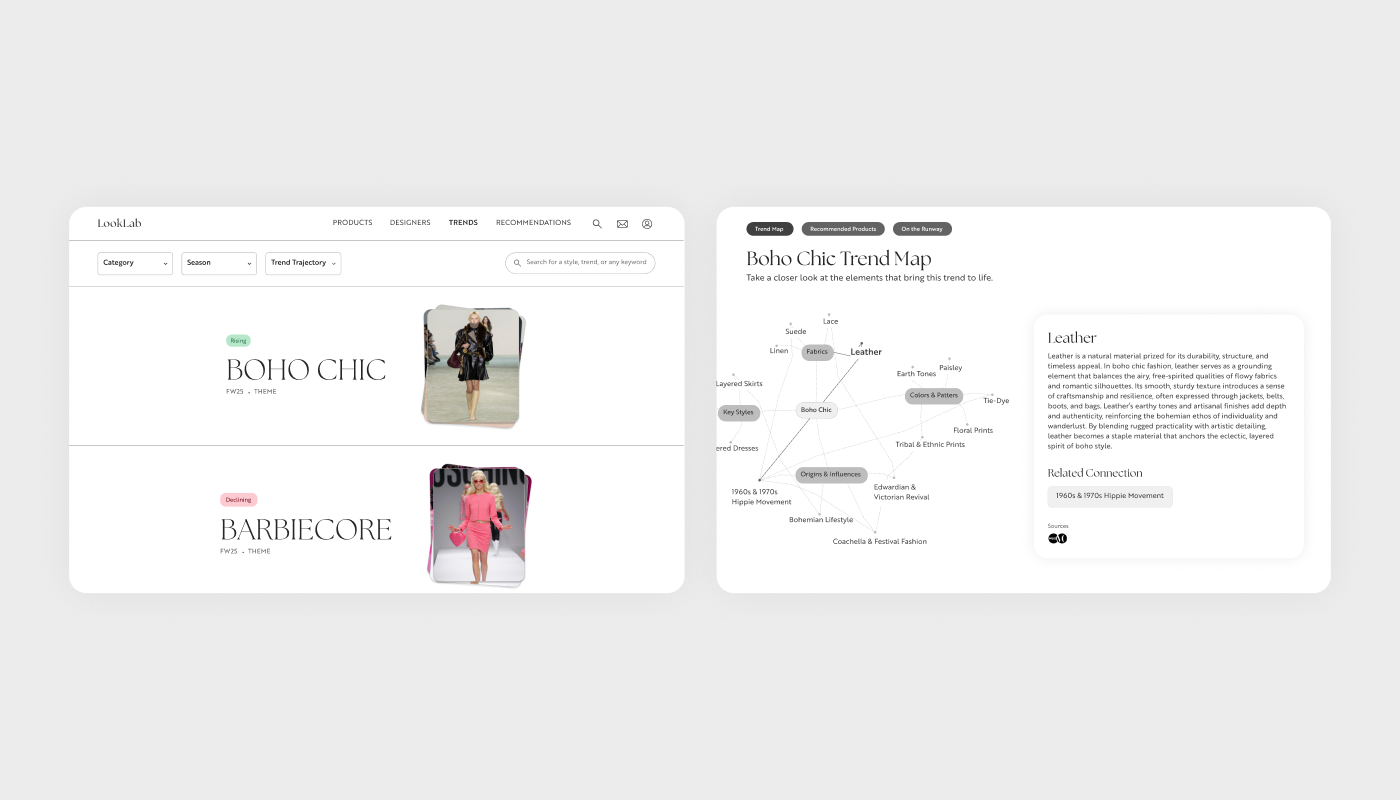 LookLab
PRODUCTS DESIGNERS TRENDS RECOMMENDATIONS
Category Season Trend Trajectory Search for a style, trend, or any keyword
Rising
BOHO CHIC
FW25 • THEME
Declining
BARBIECORE
FW25 • THEME
Trend Map Recommended Products On the Runway
Boho Chic Trend Map
Take a closer look at the elements that bring this trend to life.
Lace
Suede
Linen
Fabrics
Leather
Layered Skirts
Key Styles
ered Dresses
Boho Chic
Earth Tones
Paisley
Colors & Patters
Tie-Dye
Floral Prints
Tribal & Ethnic Prints
Origins & Influences
1960s & 1970s
Hippie Movement
Edwardian &
Victorian Revival
Bohemian Lifestyle
Coachella & Festival Fashion
Leather
Leather is a natural material prized for its durability, structure, and
timeless appeal. In boho chic fashion, leather serves as a grounding
element that balances the airy, free-spirited qualities of flowy fabrics
and romantic silhouettes. Its smooth, sturdy texture introduces a sense
of craftsmanship and resilience, often expressed through jackets, belts,
boots, and bags. Leather's earthy tones and artisanal finishes add depth
and authenticity, reinforcing the bohemian ethos of individuality and
wanderlust. By blending rugged practicality with artistic detailing,
leather becomes a staple material that anchors the eclectic, layered
spirit of boho style.
Related Connection
1960s & 1970s Hippie Movement
Sources